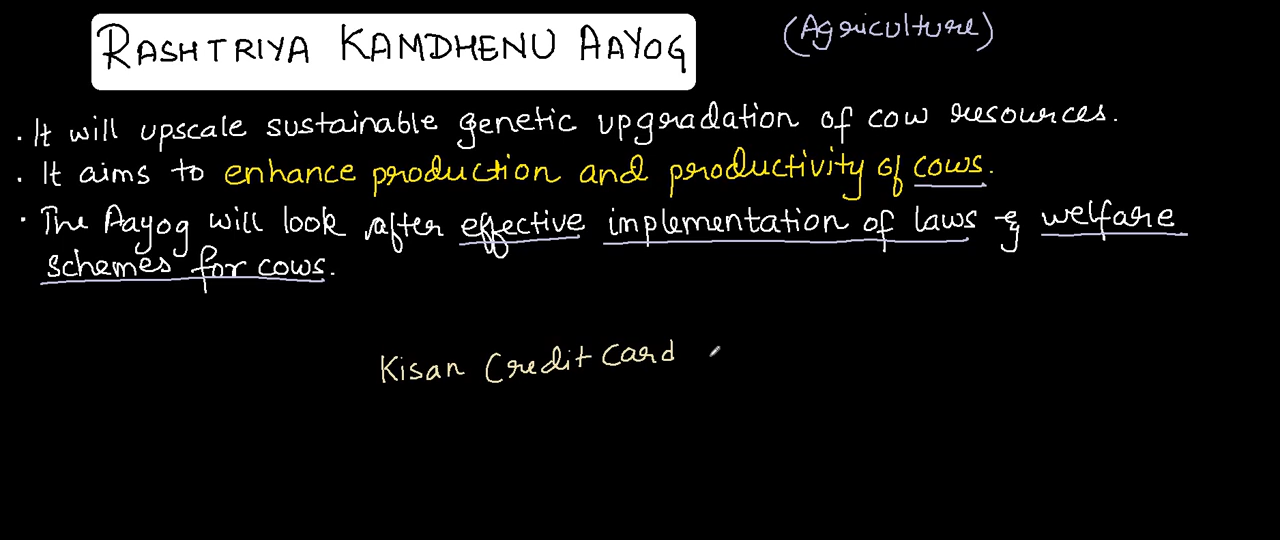 RASHTRIYA KAMDHENU AAYOG (Agriculture)
. It will upscale sustainable genetic upgradation of cow resources.
. It aims to enhance production and productivity of cows.
. The Aayog will look after effective implementation of laws & welfare
schemes for cows.
Kisan Credit Card